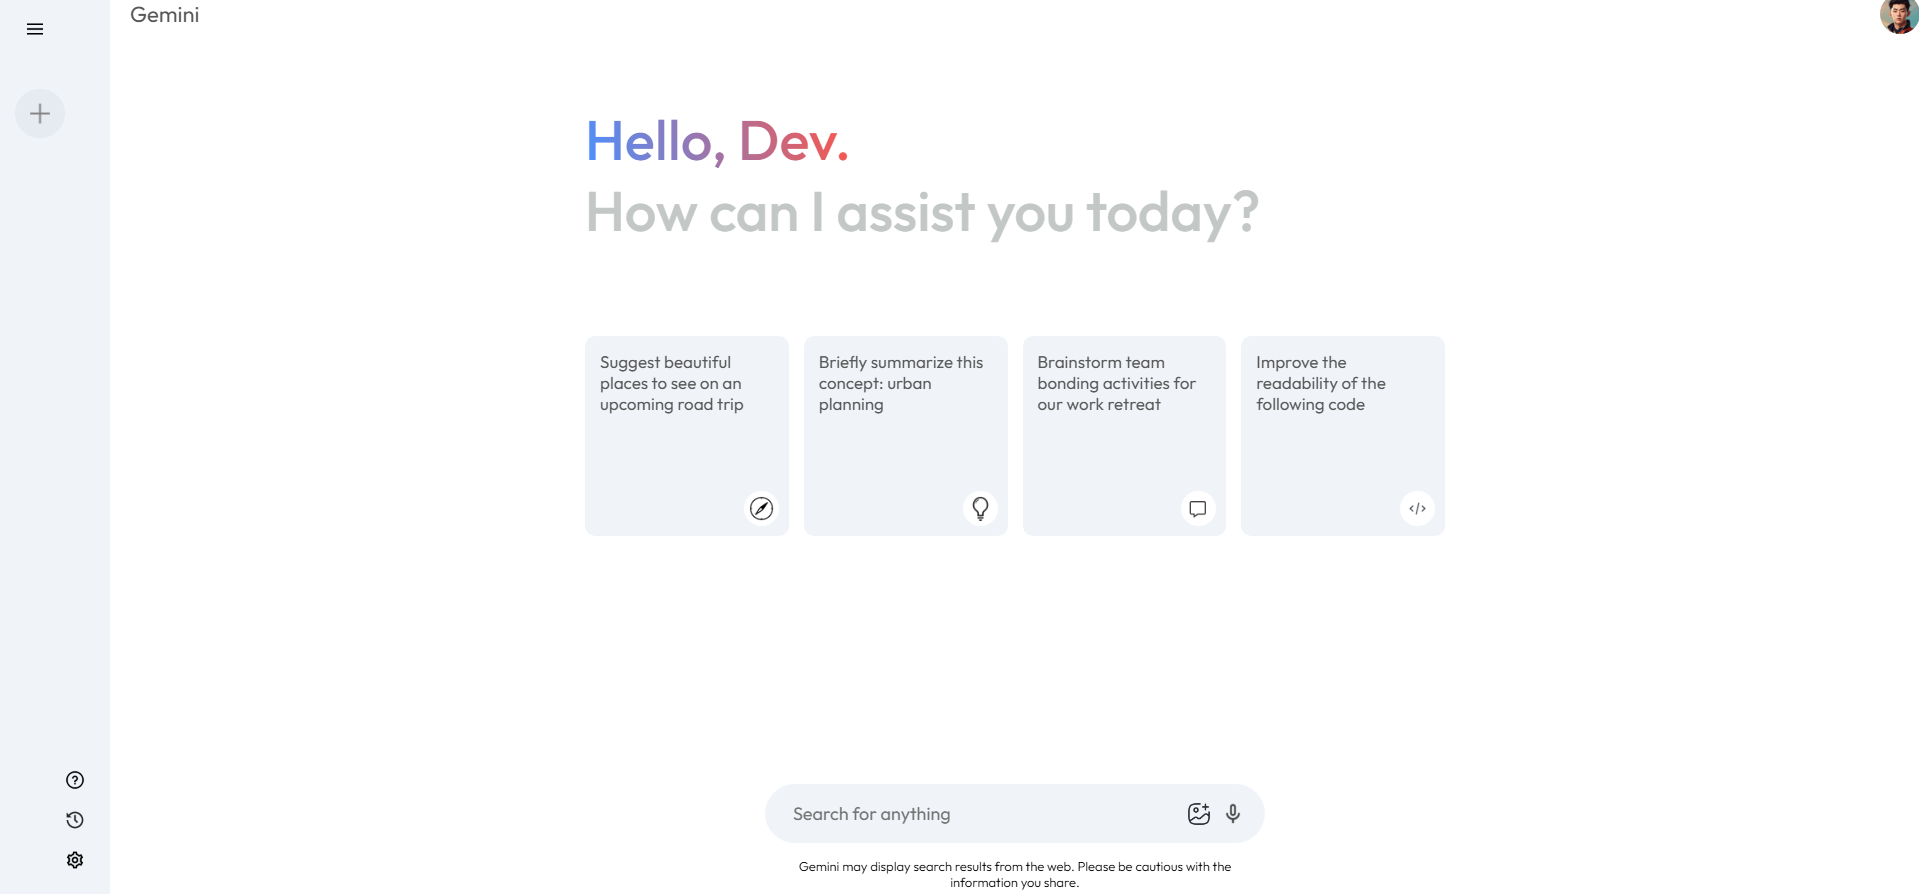 Gemini
Hello, Dev.
How can I assist you today?
Suggest beautiful
places to see on an
upcoming road trip
Briefly summarize this
concept: urban
planning
Brainstorm team
bonding activities for
our work retreat
Improve the
readability of the
following code
Search for anything
Gemini may display search results from the web. Please be cautious with the
information you share.